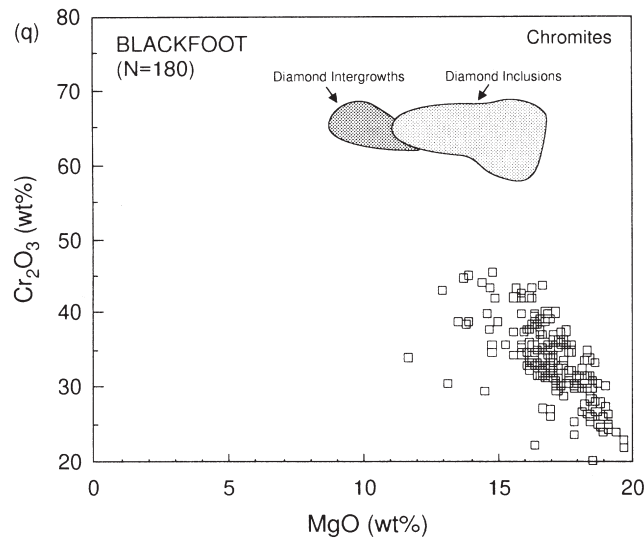 (q)
BLACKFOOT
(N=180)
Chromites
Diamond Intergrowths
Diamond Inclusions
Cr₂O₃ (wt%)
80
70
60
50
40
30
20
0 5 10 15 20
MgO (wt%)